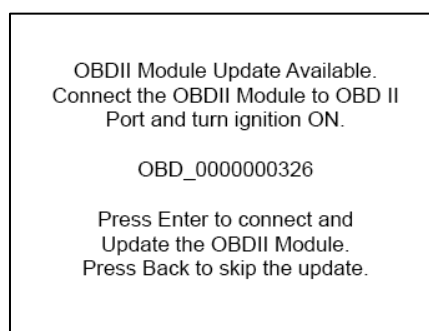 OBDII Module Update Available.
Connect the OBDII Module to OBD II
Port and turn ignition ON.
OBD_0000000326
Press Enter to connect and
Update the OBDII Module.
Press Back to skip the update.